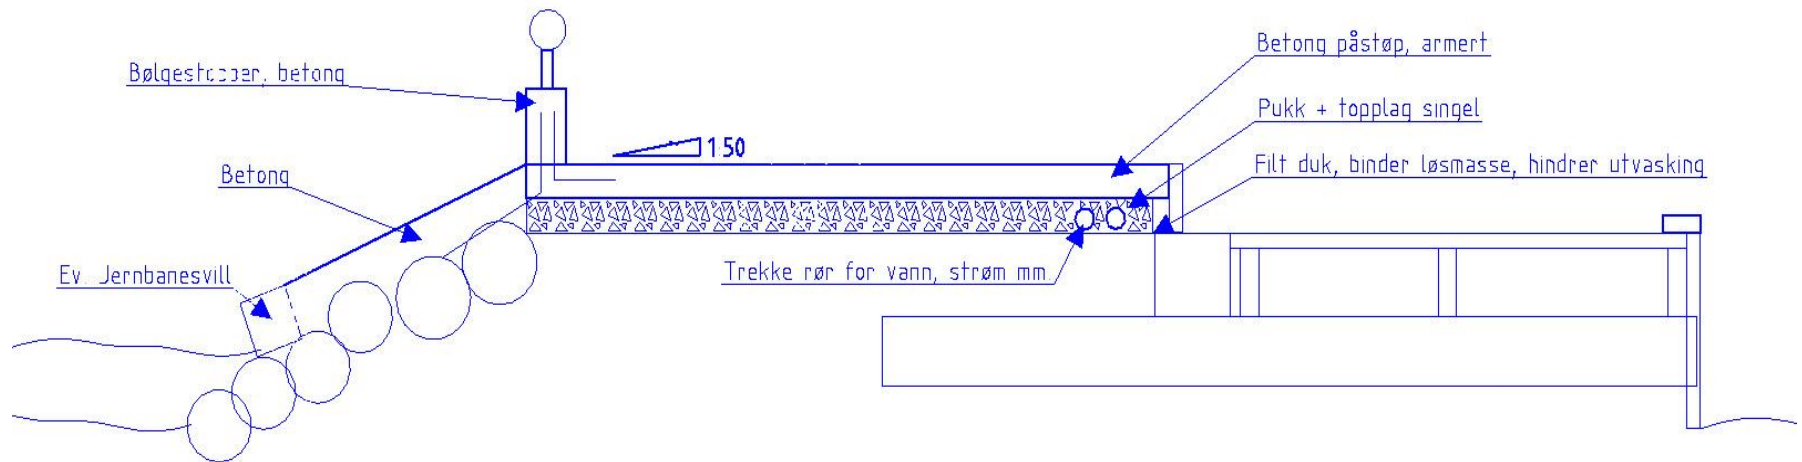 Betong påstøp, armert
Bølgestopper, betong
Pukk + topplag singel
1:50
Filt duk, binder løsmasse, hindrer utvasking
Betong
Trekke rør for vann, strøm mm
Ev. Jernbanesvill